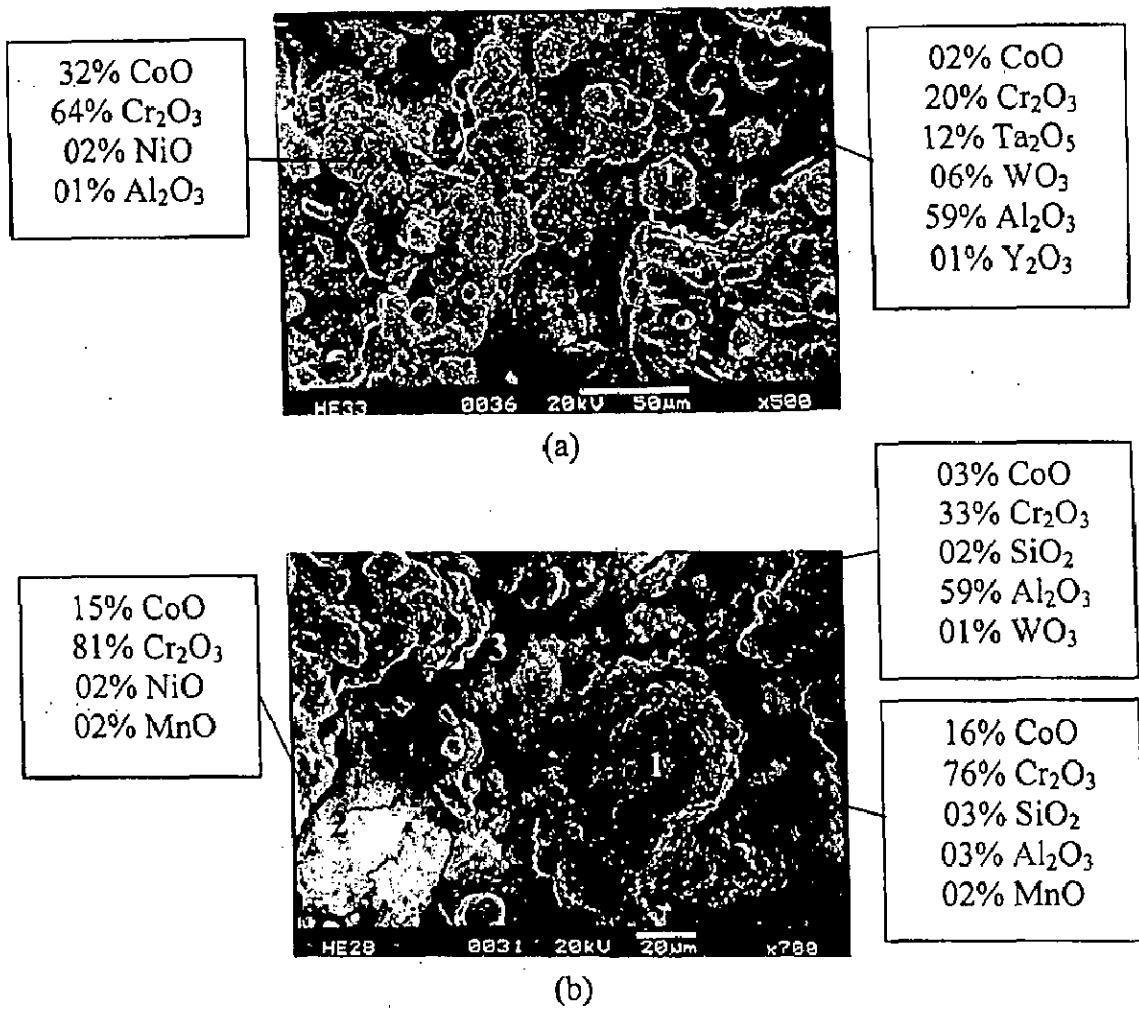 32% CoO
64% Cr₂O₃
02% NiO
01% Al₂O₃
02% CoO
20% Cr₂O₃
12% Ta₂O₅
06% WO₃
59% Al₂O₃
01% Y₂O₃
2
1
HE33 0036 20kV 50µm x500
(a)
03% CoO
33% Cr₂O₃
02% SiO₂
59% Al₂O₃
01% WO₃
15% CoO
81% Cr₂O₃
02% NiO
02% MnO
16% CoO
76% Cr₂O₃
03% SiO₂
03% Al₂O₃
02% MnO
3
1
2
HE28 0031 20kV 20µm x700
(b)